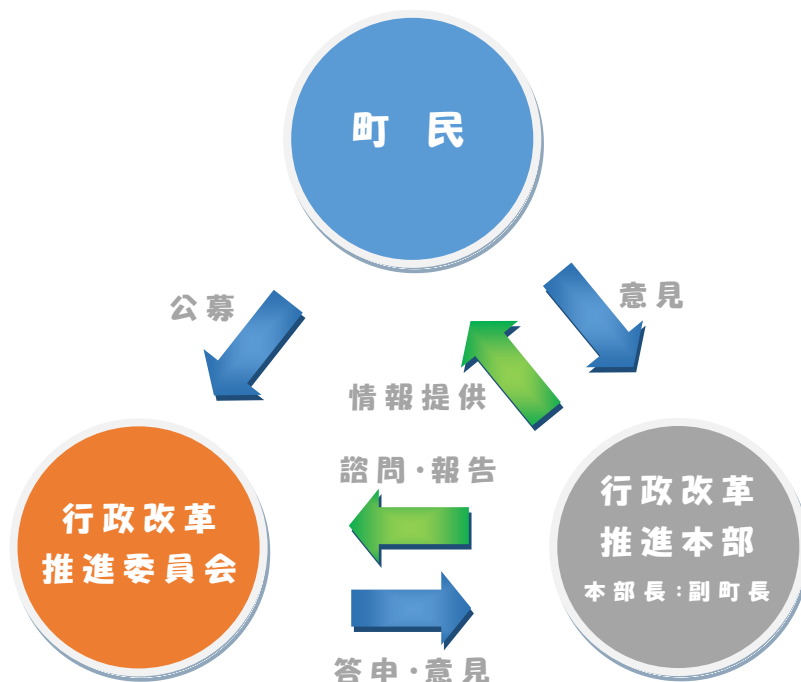 町 民
公募
意見
情報提供
諮問・報告
行政改革
推進委員会
行政改革
推進本部
本部長:副町長
答申・意見